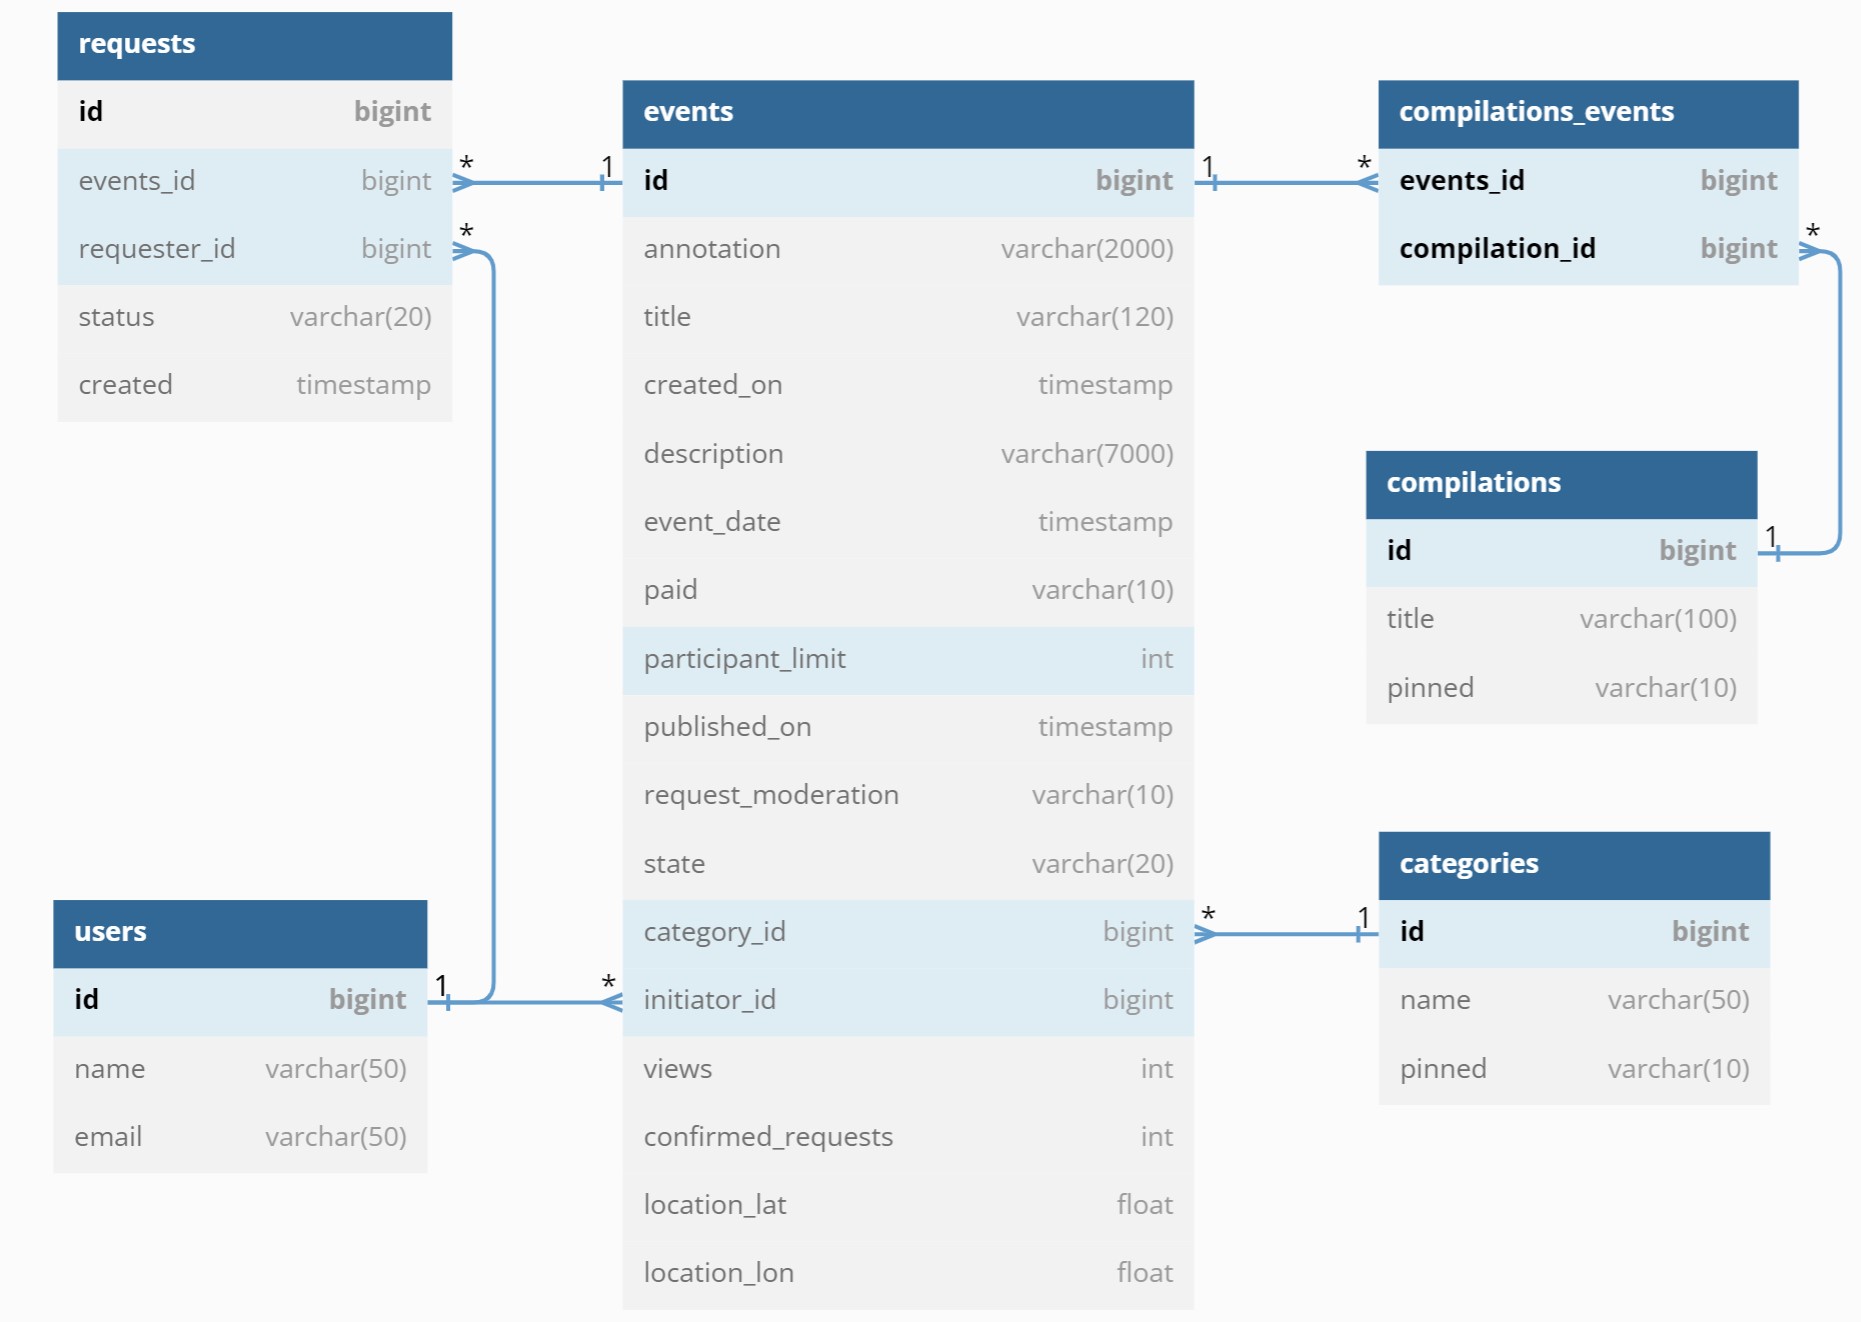 requests
id bigint
events_id bigint
requester_id bigint
status varchar(20)
created timestamp
* 1
*
events
id bigint
annotation varchar(2000)
title varchar(120)
created_on timestamp
description varchar(7000)
event_date timestamp
paid varchar(10)
participant_limit int
published_on timestamp
request_moderation varchar(10)
state varchar(20)
category_id bigint
initiator_id bigint
views int
confirmed_requests int
location_lat float
location_lon float
1 *
compilations_events
events_id bigint
compilation_id bigint
*
compilations
id bigint
title varchar(100)
pinned varchar(10)
1
categories
id bigint
name varchar(50)
pinned varchar(10)
* 1
users
id bigint
name varchar(50)
email varchar(50)
1 *